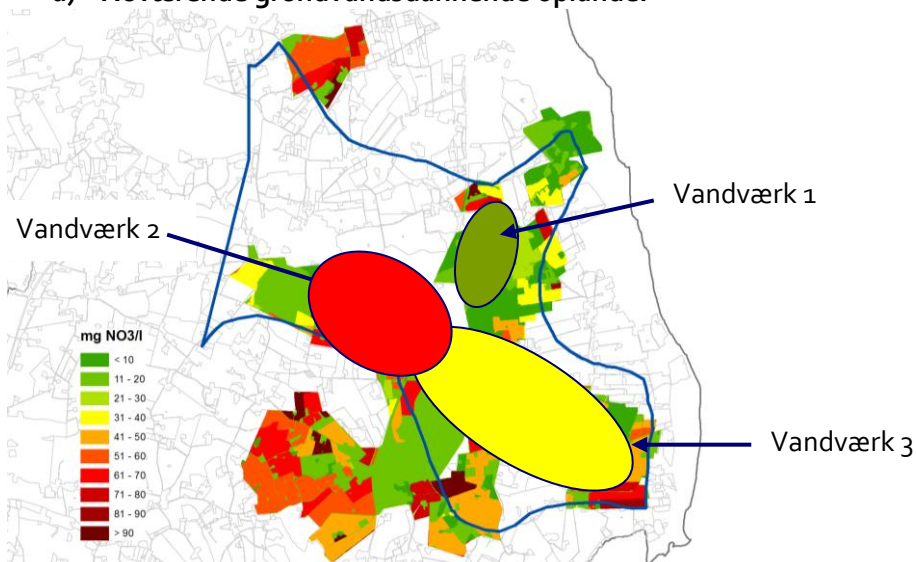 Vandværk 1
Vandværk 2
mg NO3/l
< 10
11 - 20
21 - 30
31 - 40
41 - 50
51 - 60
61 - 70
71 - 80
81 - 90
> 90
Vandværk 3